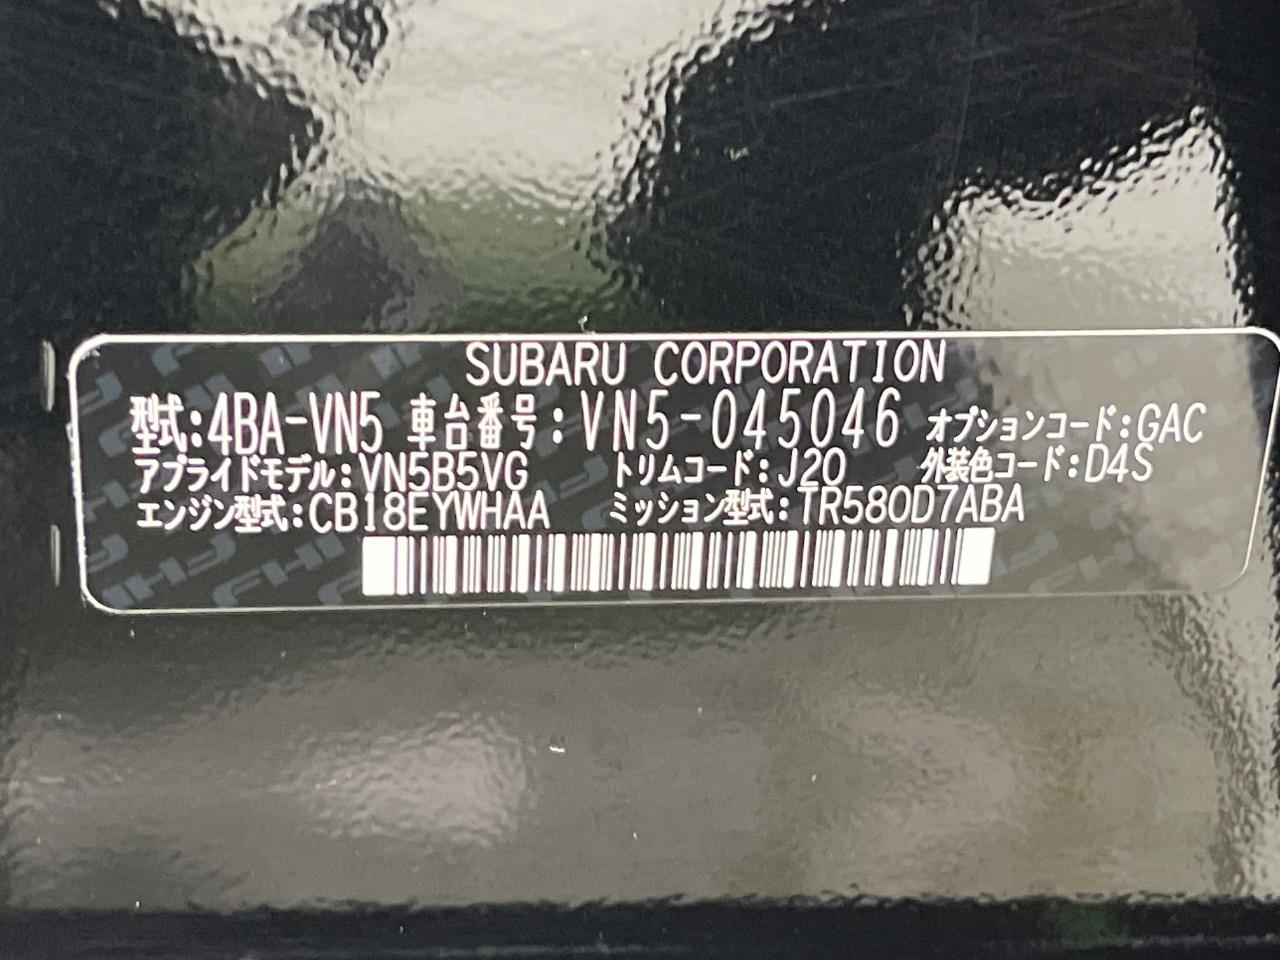 SUBARU CORPORATION
型式:4BA-VN5 車台番号:VN5-045046 オプションコード:GAC
アプライドモデル:VN5B5VG トリムコード:J20 外装色コード:D4S
エンジン型式:CB18EYWHAA ミッション型式:TR580D7ABA